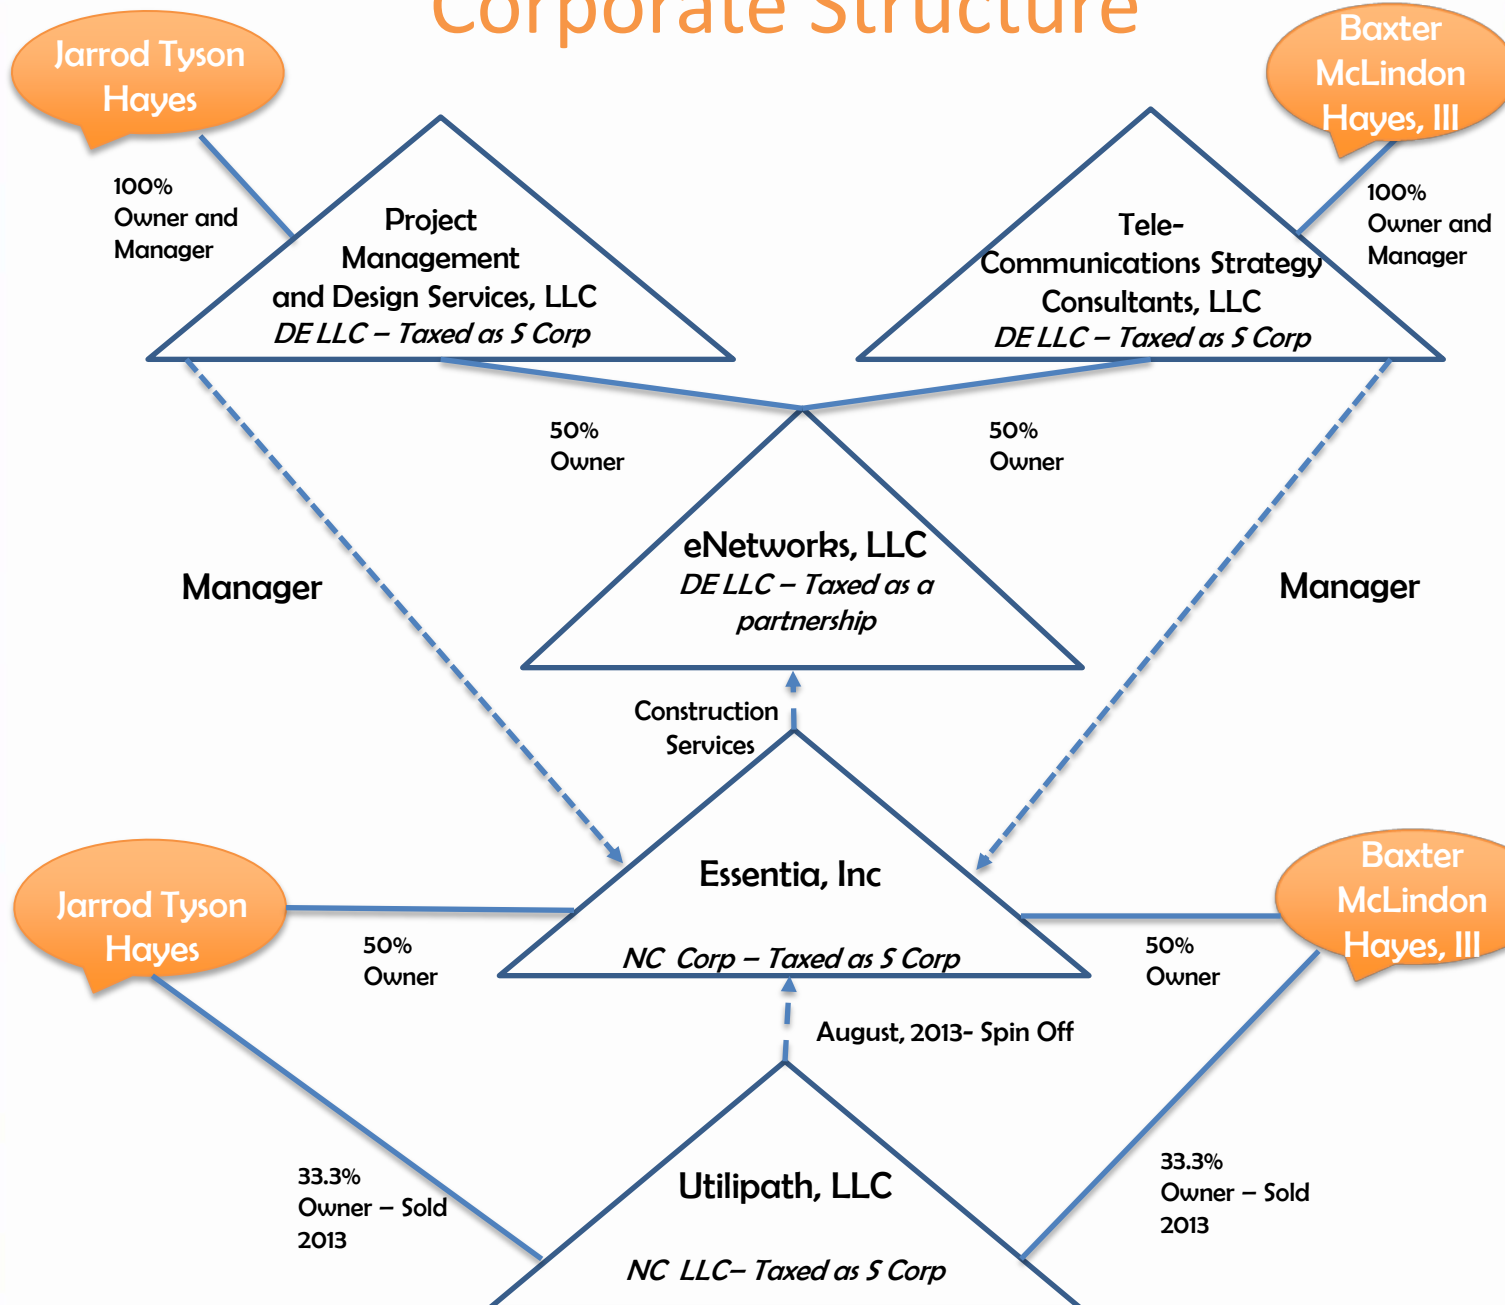 Corporate Structure
Jarrod Tyson
Hayes
Baxter
McLindon
Hayes, III
100%
Owner and
Manager
Project
Management
and Design Services, LLC
DE LLC – Taxed as S Corp
Tele-
Communications Strategy
Consultants, LLC
DE LLC – Taxed as S Corp
100%
Owner and
Manager
50%
Owner
50%
Owner
eNetworks, LLC
DE LLC – Taxed as a
partnership
Manager
Manager
Construction
Services
Essentia, Inc
NC Corp – Taxed as S Corp
Jarrod Tyson
Hayes
Baxter
McLindon
Hayes, III
50%
Owner
50%
Owner
August, 2013- Spin Off
33.3%
Owner – Sold
2013
Utilipath, LLC
NC LLC– Taxed as S Corp
33.3%
Owner – Sold
2013